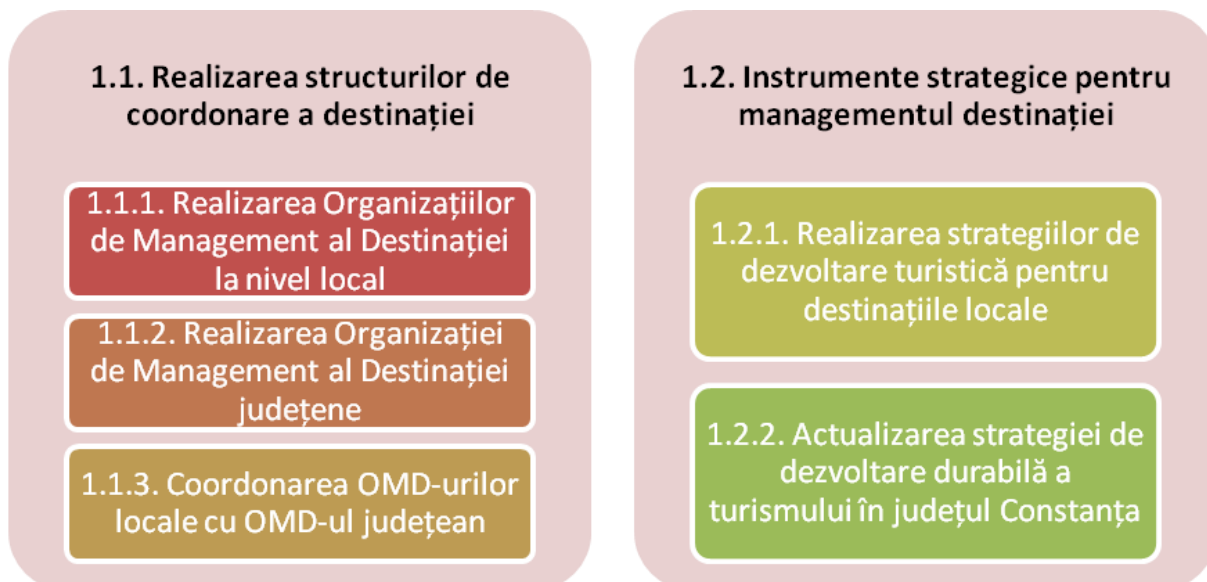 1.1. Realizarea structurilor de
coordonare a destinației
1.1.1. Realizarea Organizațiilor
de Management al Destinației
la nivel local
1.1.2. Realizarea Organizației
de Management al Destinației
județene
1.1.3. Coordonarea OMD-urilor
locale cu OMD-ul județean
1.2. Instrumente strategice pentru
managementul destinației
1.2.1. Realizarea strategiilor de
dezvoltare turistică pentru
destinațiile locale
1.2.2. Actualizarea strategiei de
dezvoltare durabilă a
turismului în județul Constanța